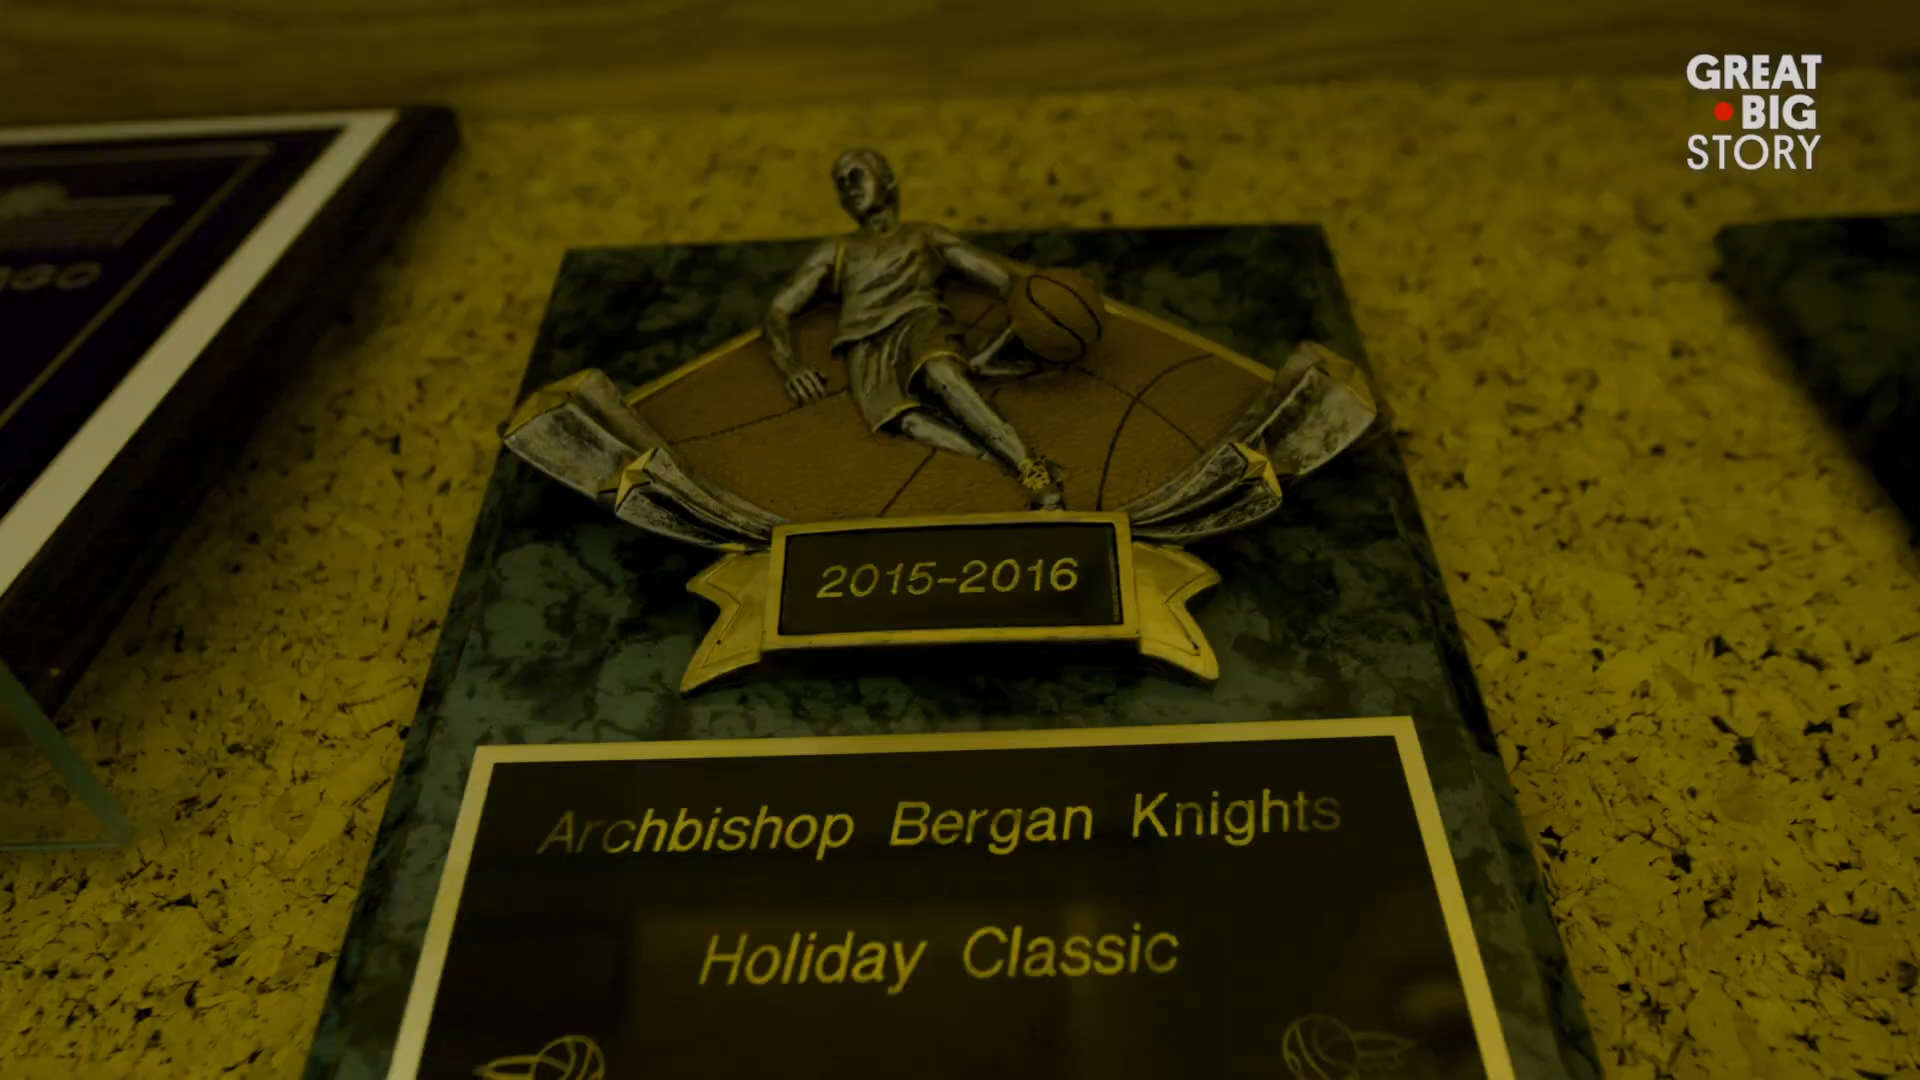 GREAT
BIG
STORY
2015-2016
Archbishop Bergan Knights
Holiday Classic